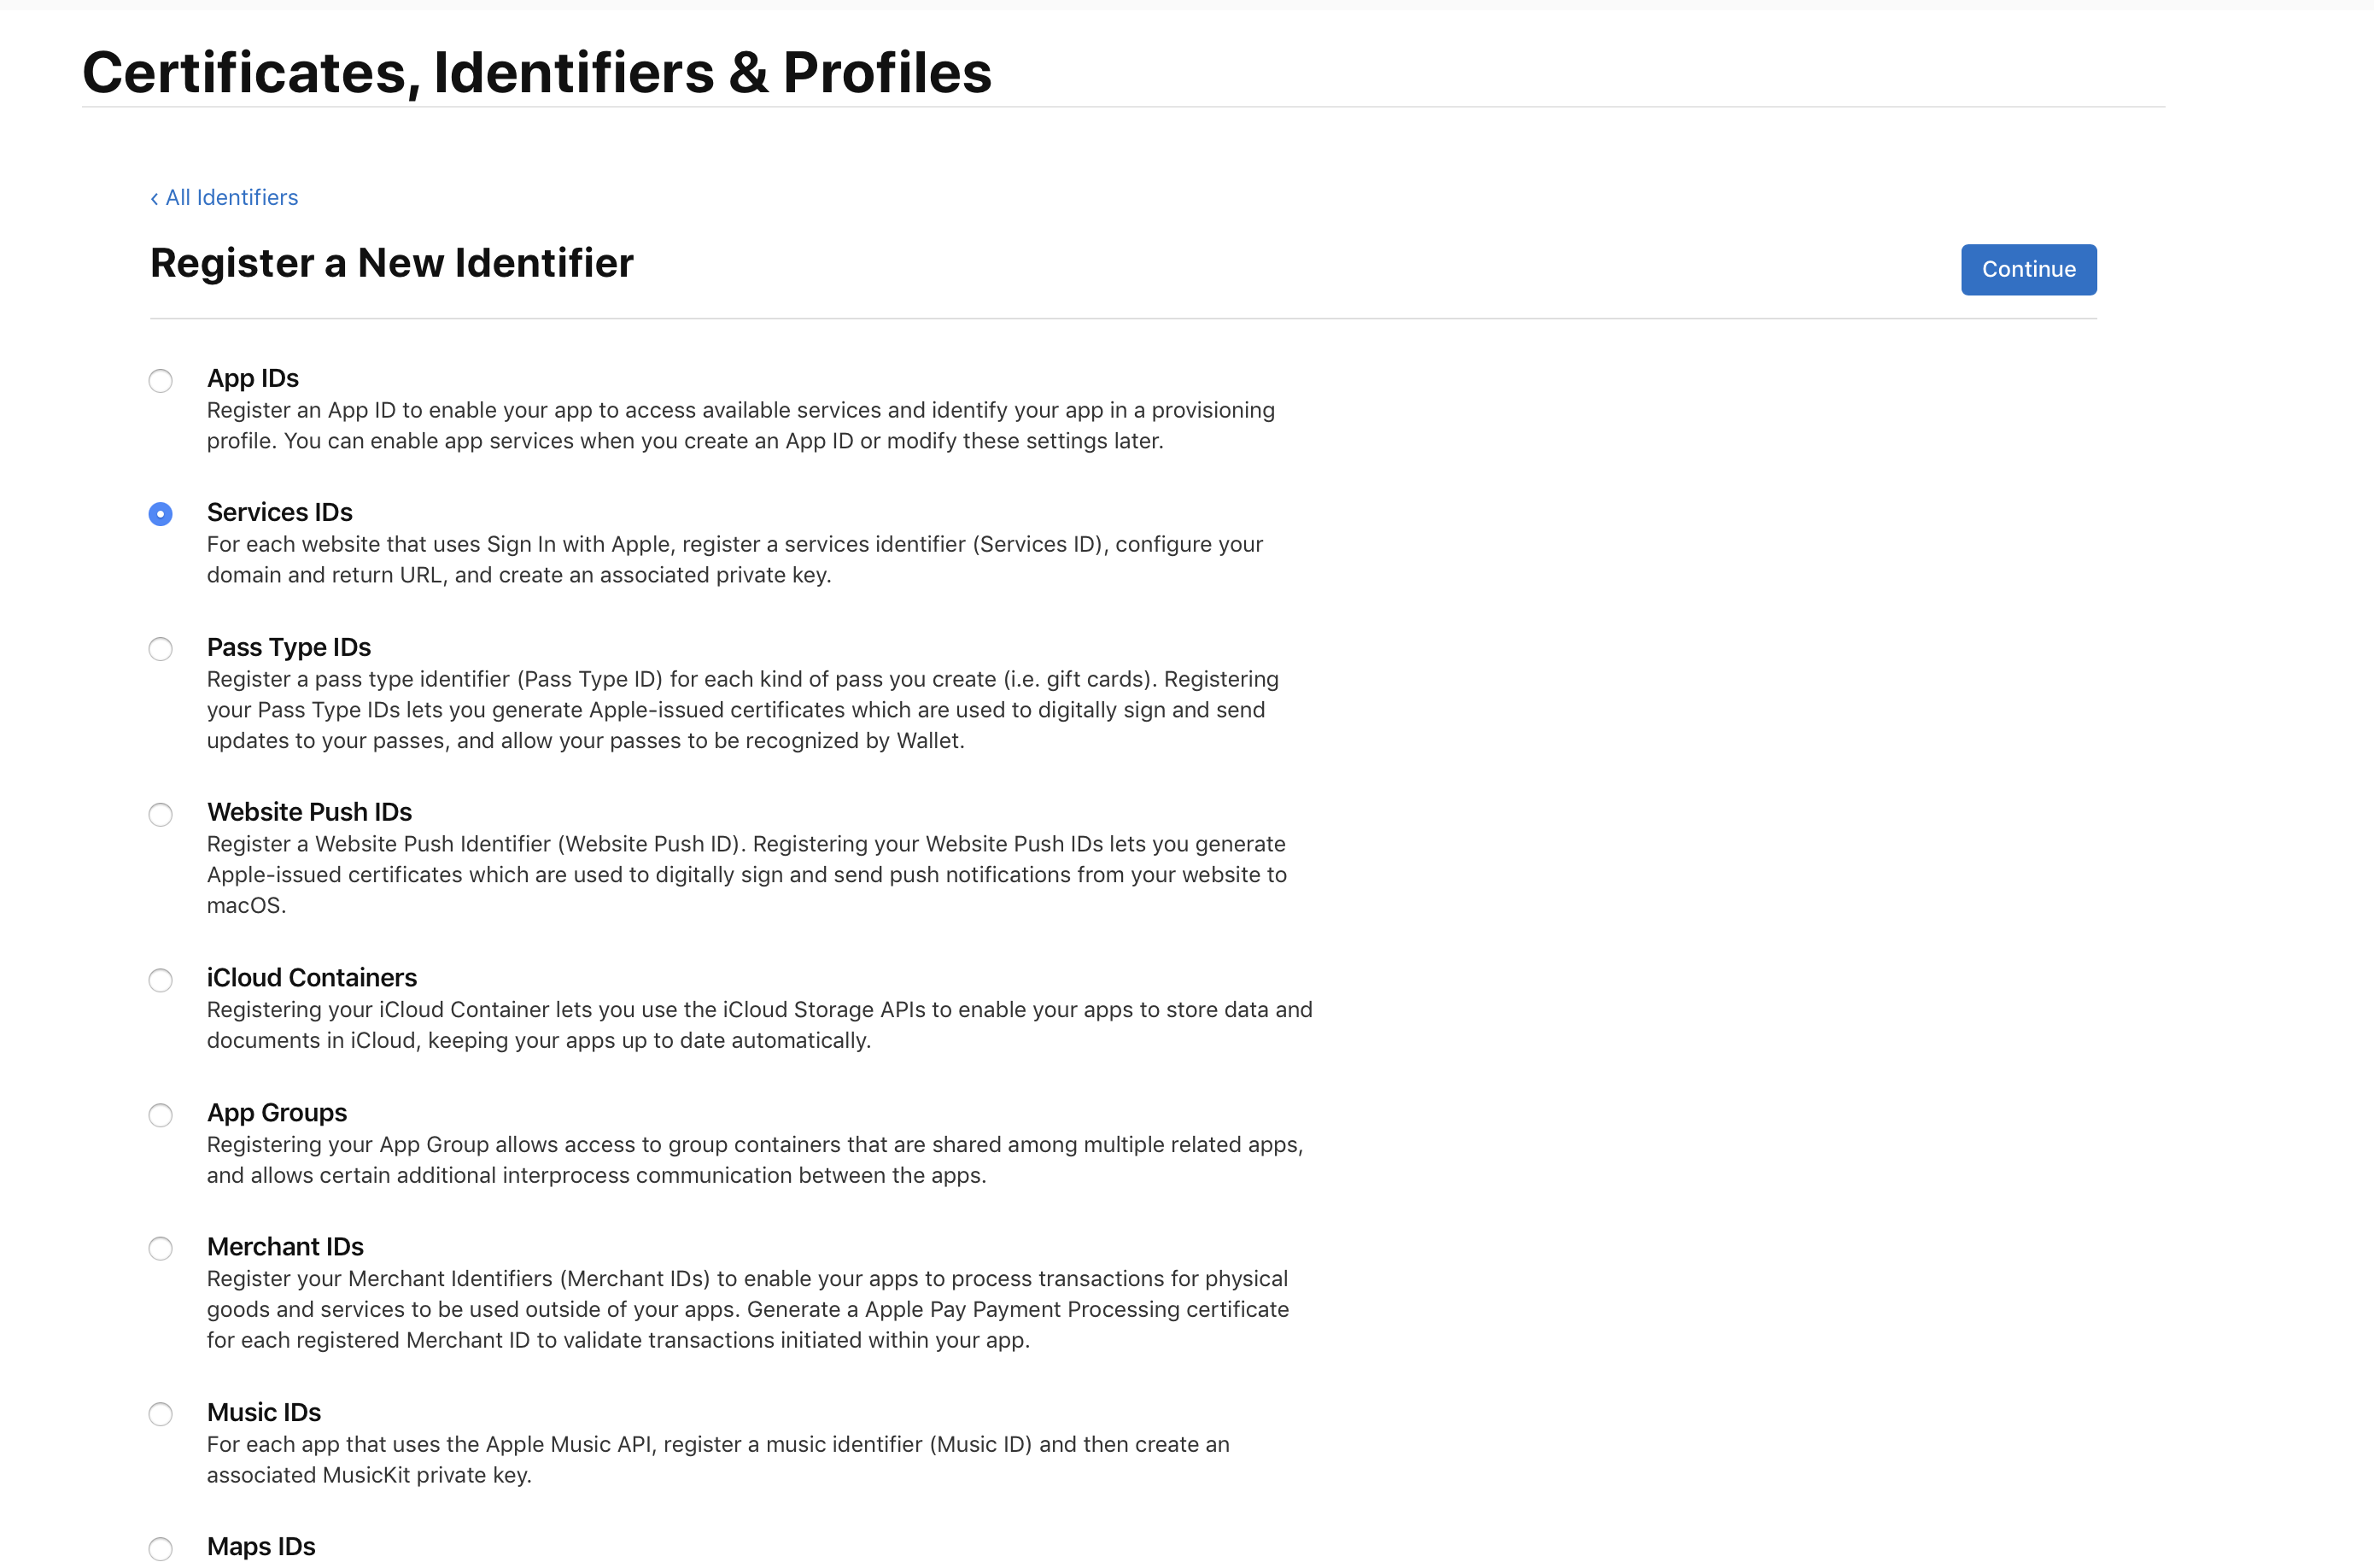 Certificates, Identifiers & Profiles
‹ All Identifiers
Register a New Identifier
Continue
App IDs
Register an App ID to enable your app to access available services and identify your app in a provisioning
profile. You can enable app services when you create an App ID or modify these settings later.
Services IDs
For each website that uses Sign In with Apple, register a services identifier (Services ID), configure your
domain and return URL, and create an associated private key.
Pass Type IDs
Register a pass type identifier (Pass Type ID) for each kind of pass you create (i.e. gift cards). Registering
your Pass Type IDs lets you generate Apple-issued certificates which are used to digitally sign and send
updates to your passes, and allow your passes to be recognized by Wallet.
Website Push IDs
Register a Website Push Identifier (Website Push ID). Registering your Website Push IDs lets you generate
Apple-issued certificates which are used to digitally sign and send push notifications from your website to
macOS.
iCloud Containers
Registering your iCloud Container lets you use the iCloud Storage APIs to enable your apps to store data and
documents in iCloud, keeping your apps up to date automatically.
App Groups
Registering your App Group allows access to group containers that are shared among multiple related apps,
and allows certain additional interprocess communication between the apps.
Merchant IDs
Register your Merchant Identifiers (Merchant IDs) to enable your apps to process transactions for physical
goods and services to be used outside of your apps. Generate a Apple Pay Payment Processing certificate
for each registered Merchant ID to validate transactions initiated within your app.
Music IDs
For each app that uses the Apple Music API, register a music identifier (Music ID) and then create an
associated MusicKit private key.
Maps IDs